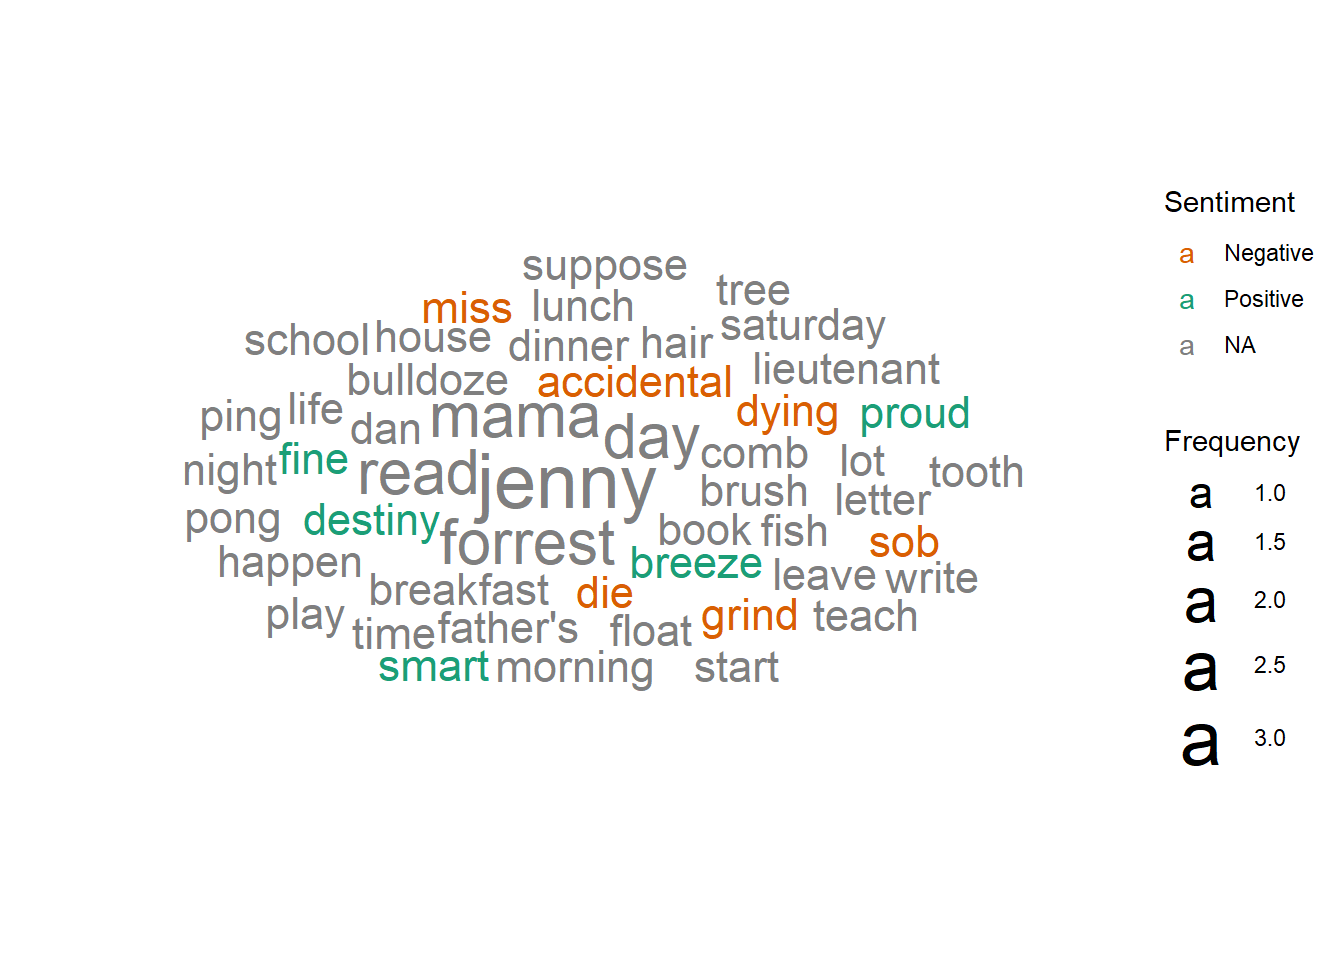 suppose
tree
miss lunch
saturday
school house dinner hair
lieutenant
bulldoze accidental
ping life dan mama day dying proud
night fine read jenny comb lot tooth
brush letter
pong destiny forrest book fish sob
happen breeze leave write
breakfast die
play time father's float grind teach
smart morning start
Sentiment
a Negative
a Positive
a NA
Frequency
a 1.0
a 1.5
a 2.0
a 2.5
a 3.0